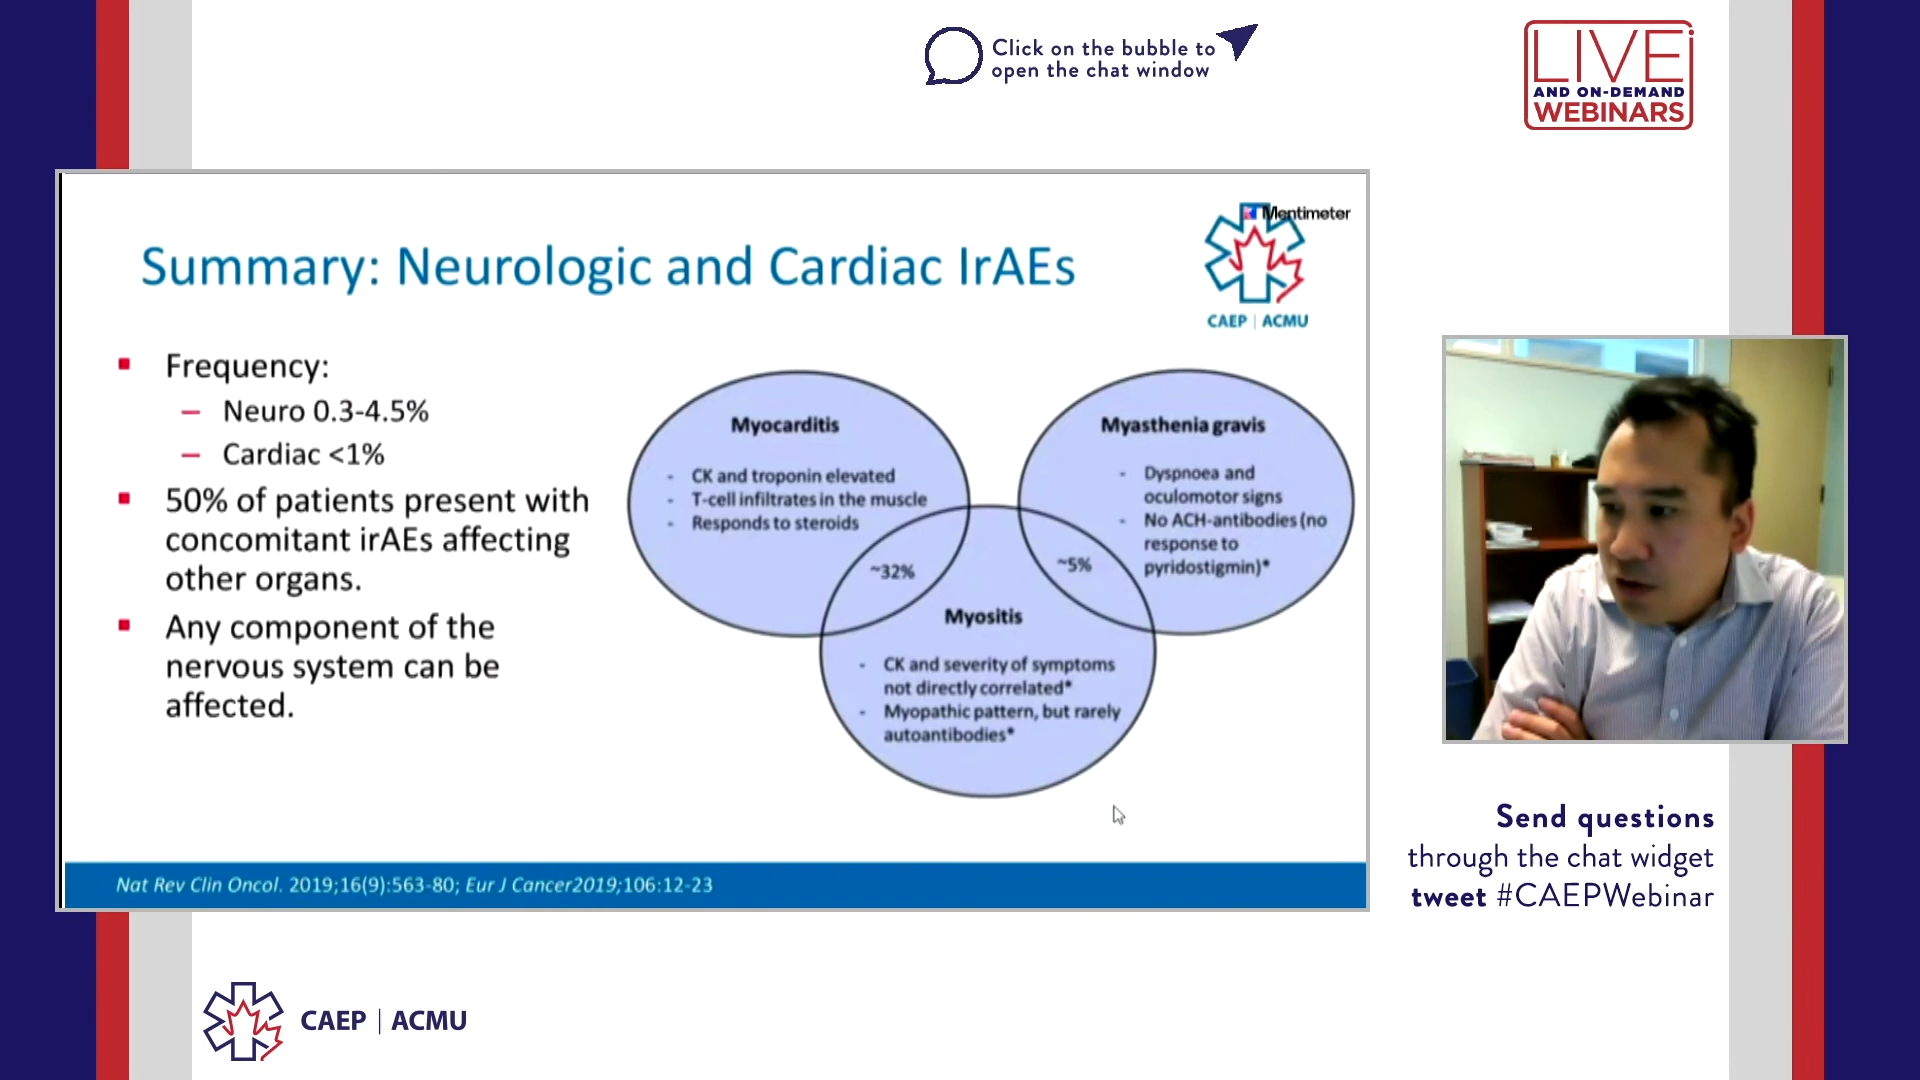 Click on the bubble to
open the chat window
LIVE
AND ON-DEMAND
WEBINARS
Mentimeter
CAEP | ACMU
Summary: Neurologic and Cardiac IrAEs
Frequency:
– Neuro 0.3-4.5%
– Cardiac <1%
50% of patients present with
concomitant irAEs affecting
other organs.
Any component of the
nervous system can be
affected.
Myocarditis
- CK and troponin elevated
- T-cell infiltrates in the muscle
- Responds to steroids
~32%
Myasthenia gravis
- Dyspnoea and
oculomotor signs
- No ACH-antibodies (no
response to
pyridostigmin)*
~5%
Myositis
- CK and severity of symptoms
not directly correlated*
- Myopathic pattern, but rarely
autoantibodies*
Nat Rev Clin Oncol. 2019;16(9):563-80; Eur J Cancer2019;106:12-23
Send questions
through the chat widget
tweet #CAEPWebinar
CAEP | ACMU